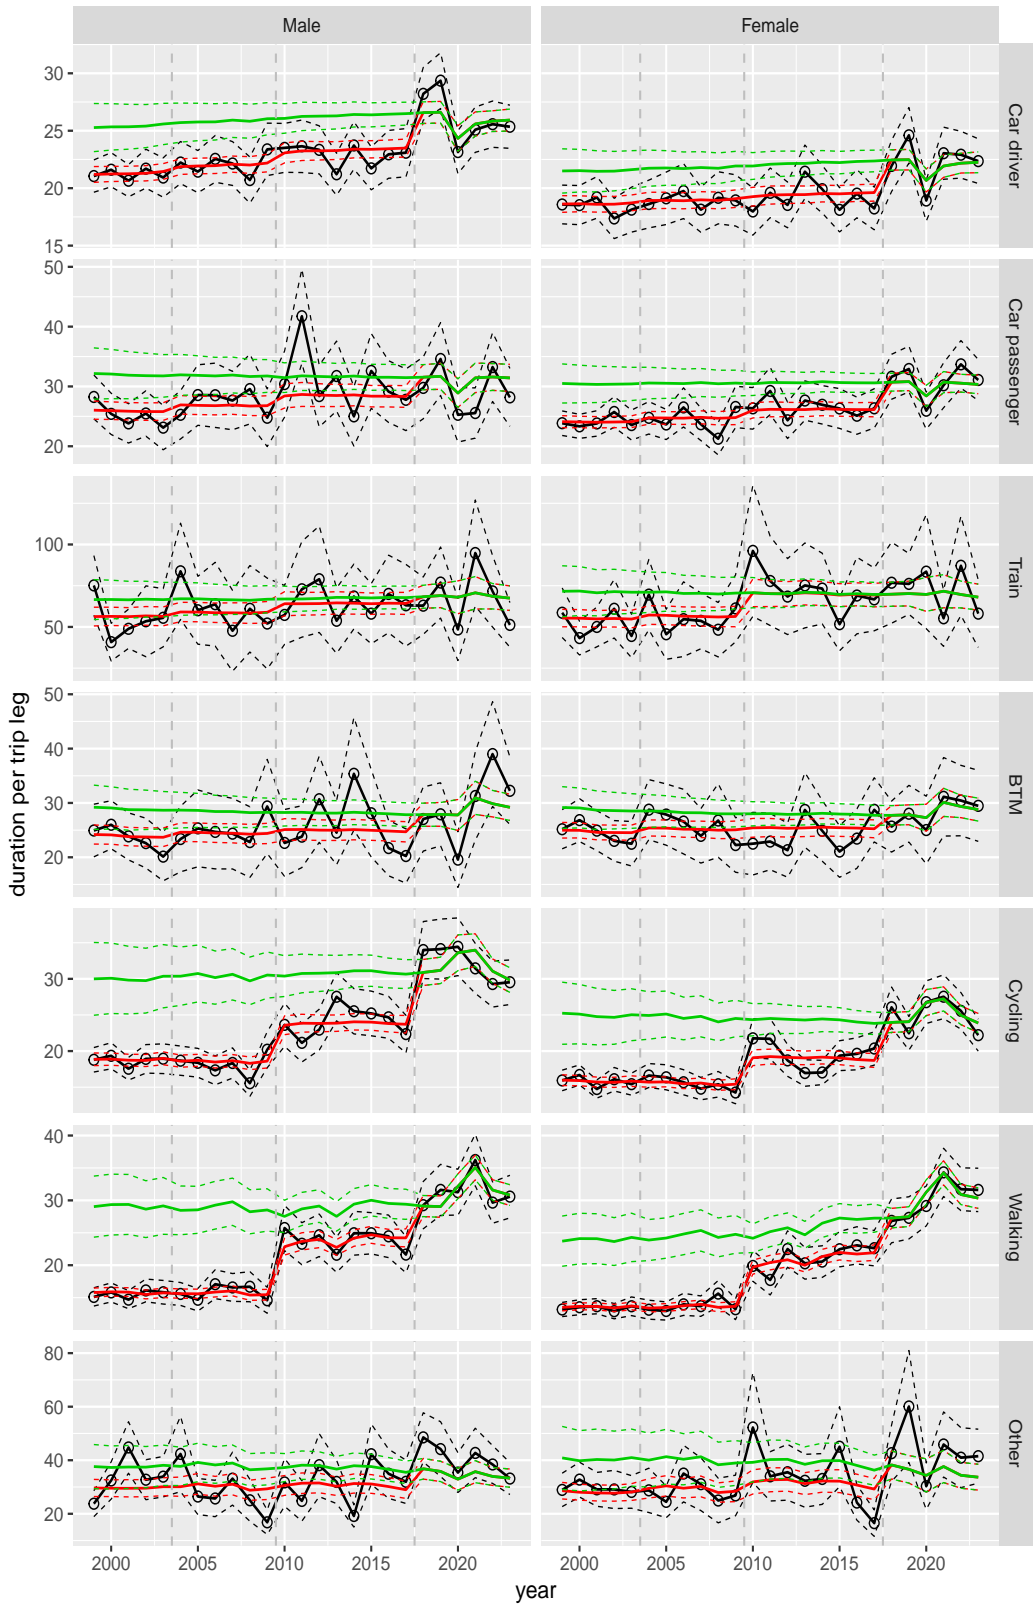 Male
Female
30
25
20
15
Car driver
50
40
30
20
Car passenger
100
50
Train
50
40
30
20
BTM
30
20
Cycling
40
30
20
Walking
80
60
40
20
Other
duration per trip leg
2000 2005 2010 2015 2020 2000 2005 2010 2015 2020
year